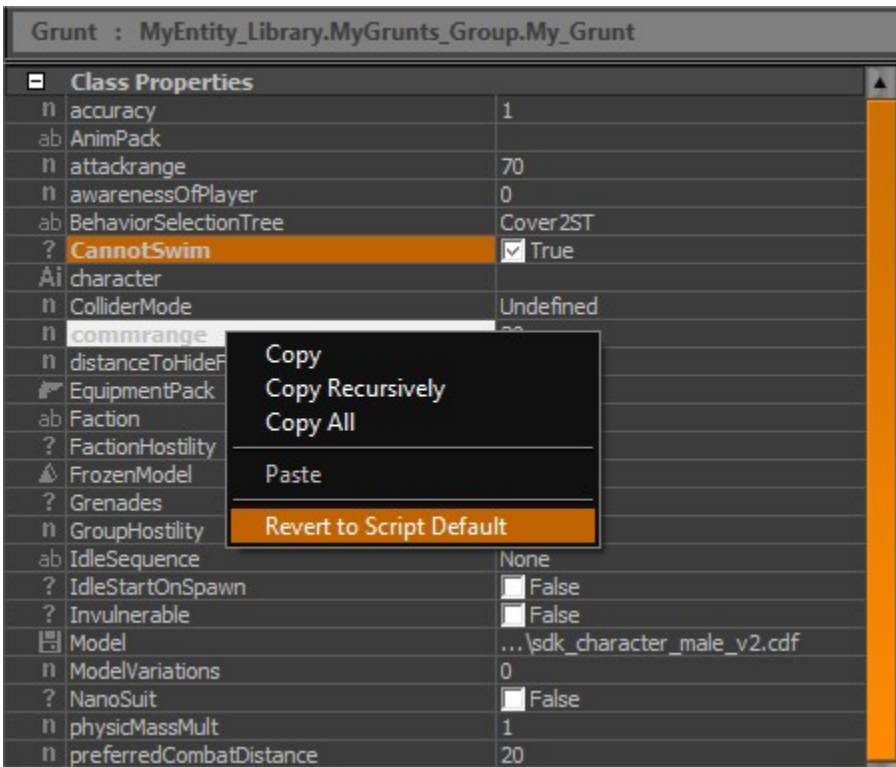 Grunt : MyEntity_Library.MyGrunts_Group.My_Grunt
Class Properties
n accuracy 1
ab AnimPack
n attackrange 70
n awarenessOfPlayer 0
ab BehaviorSelectionTree Cover2ST
? CannotSwim True
Ai character
n ColliderMode Undefined
n commrange
n distanceToHideF
EquipmentPack
ab Faction
? FactionHostility
FrozenModel
? Grenades
n GroupHostility
Copy
Copy Recursively
Copy All
Paste
Revert to Script Default
ab IdleSequence None
? IdleStartOnSpawn False
? Invulnerable False
Model ...\sdk_character_male_v2.cdf
n ModelVariations 0
? NanoSuit False
n physicMassMult 1
n preferredCombatDistance 20